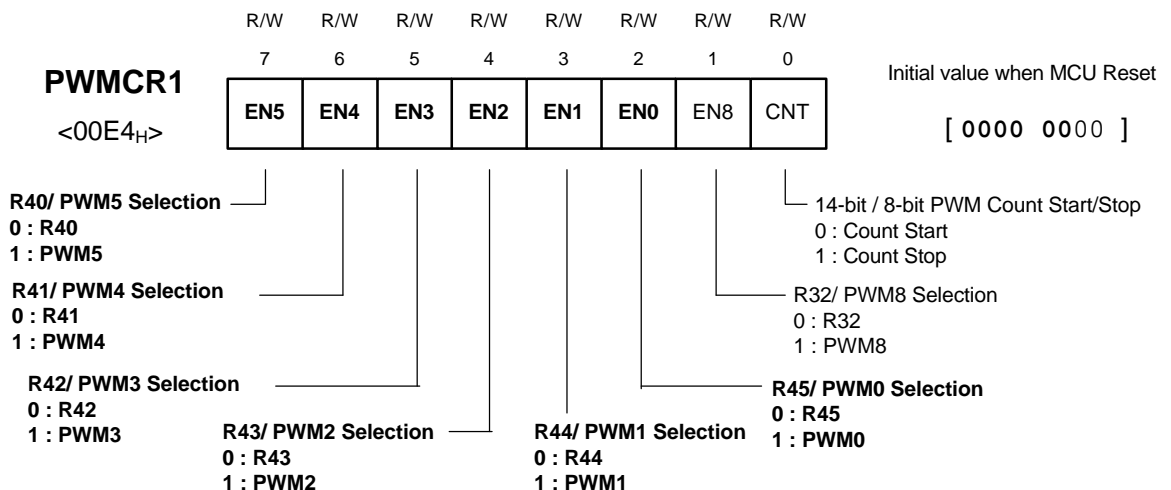 R/W R/W R/W R/W R/W R/W R/W R/W
7 6 5 4 3 2 1 0
PWMCR1
<00E4H>
EN5 EN4 EN3 EN2 EN1 EN0 EN8 CNT
Initial value when MCU Reset
[ 0000 0000 ]
R40/ PWM5 Selection
0 : R40
1 : PWM5
R41/ PWM4 Selection
0 : R41
1 : PWM4
R42/ PWM3 Selection
0 : R42
1 : PWM3
R43/ PWM2 Selection
0 : R43
1 : PWM2
R44/ PWM1 Selection
0 : R44
1 : PWM1
R45/ PWM0 Selection
0 : R45
1 : PWM0
R32/ PWM8 Selection
0 : R32
1 : PWM8
14-bit / 8-bit PWM Count Start/Stop
0 : Count Start
1 : Count Stop